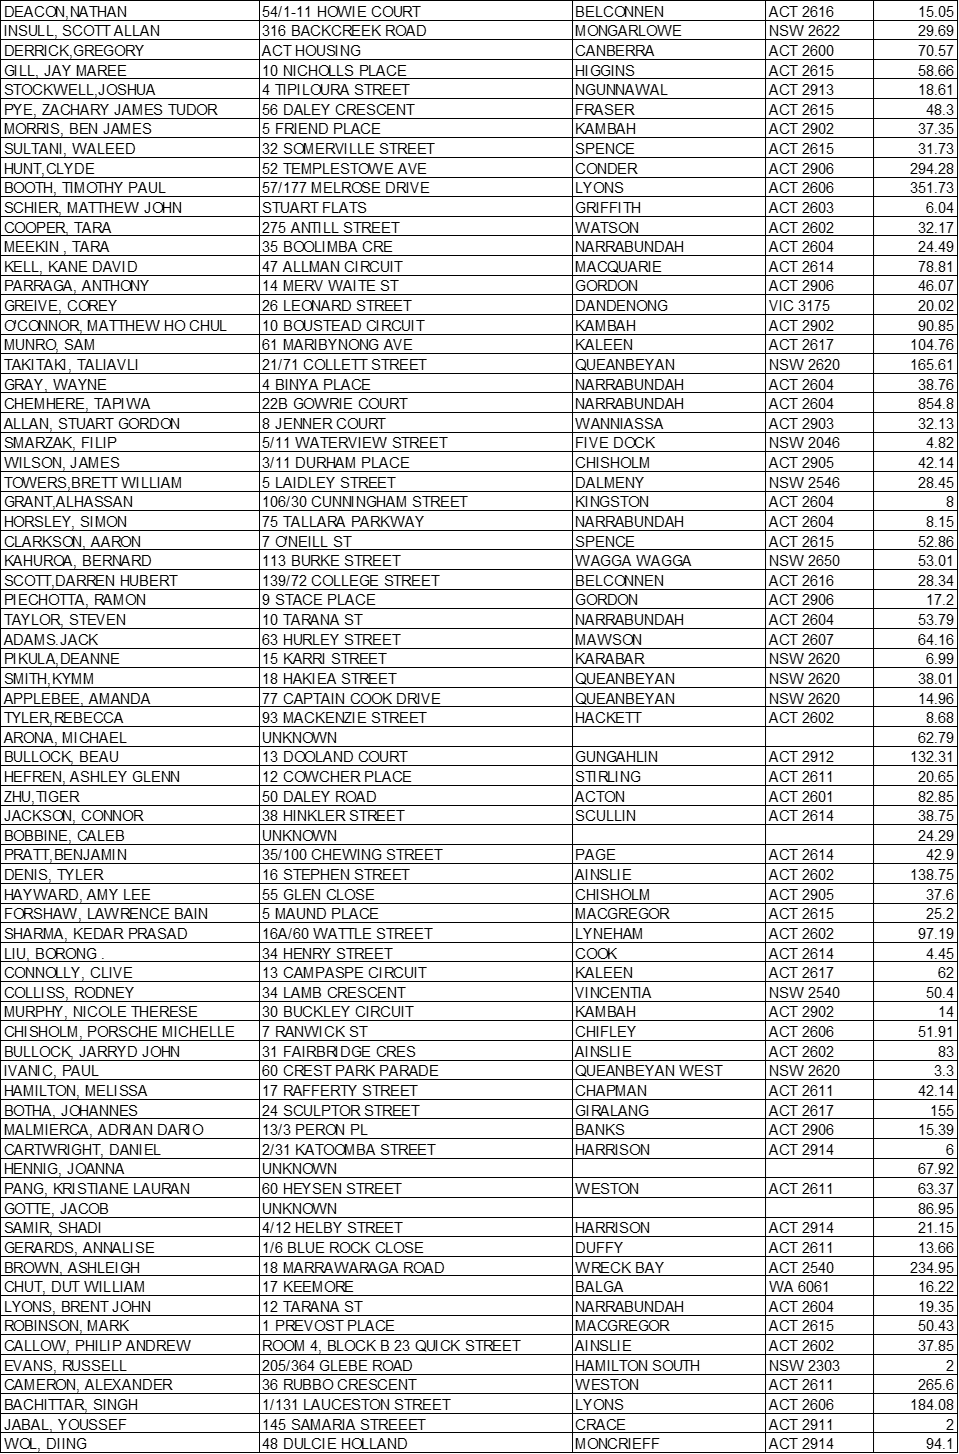 DEACON,NATHAN 54/1-11 HOWIE COURT BELCONNEN ACT 2616 15.05
INSULL, SCOTT ALLAN 316 BACKCREEK ROAD MONGARLOWE NSW 2622 29.69
DERRICK,GREGORY ACT HOUSING CANBERRA ACT 2600 70.57
GILL, JAY MAREE 10 NICHOLLS PLACE HIGGINS ACT 2615 58.66
STOCKWELL,JOSHUA 4 TIPILOURA STREET NGUNNAWAL ACT 2913 18.61
PYE, ZACHARY JAMES TUDOR 56 DALEY CRESCENT FRASER ACT 2615 48.3
MORRIS, BEN JAMES 5 FRIEND PLACE KAMBAH ACT 2902 37.35
SULTANI, WALEED 32 SOMERVILLE STREET SPENCE ACT 2615 31.73
HUNT,CLYDE 52 TEMPLESTOWE AVE CONDER ACT 2906 294.28
BOOTH, TIMOTHY PAUL 57/177 MELROSE DRIVE LYONS ACT 2606 351.73
SCHIER, MATTHEW JOHN STUART FLATS GRIFFITH ACT 2603 6.04
COOPER, TARA 275 ANTILL STREET WATSON ACT 2602 32.17
MEEKIN , TARA 35 BOOLIMBA CRE NARRABUNDAH ACT 2604 24.49
KELL, KANE DAVID 47 ALLMAN CIRCUIT MACQUARIE ACT 2614 78.81
PARRAGA, ANTHONY 14 MERV WAITE ST GORDON ACT 2906 46.07
GREIVE, COREY 26 LEONARD STREET DANDENONG VIC 3175 20.02
O'CONNOR, MATTHEW HO CHUL 10 BOUSTEAD CIRCUIT KAMBAH ACT 2902 90.85
MUNRO, SAM 61 MARIBYNONG AVE KALEEN ACT 2617 104.76
TAKITAKI, TALIAVLI 21/71 COLLETT STREET QUEANBEYAN NSW 2620 165.61
GRAY, WAYNE 4 BINYA PLACE NARRABUNDAH ACT 2604 38.76
CHEMHERE, TAPIWA 22B GOWRIE COURT NARRABUNDAH ACT 2604 854.8
ALLAN, STUART GORDON 8 JENNER COURT WANNIASSA ACT 2903 32.13
SMARZAK, FILIP 5/11 WATERVIEW STREET FIVE DOCK NSW 2046 4.82
WILSON, JAMES 3/11 DURHAM PLACE CHISHOLM ACT 2905 42.14
TOWERS,BRETT WILLIAM 5 LAIDLEY STREET DALMENY NSW 2546 28.45
GRANT,ALHASSAN 106/30 CUNNINGHAM STREET KINGSTON ACT 2604 8
HORSLEY, SIMON 75 TALLARA PARKWAY NARRABUNDAH ACT 2604 8.15
CLARKSON, AARON 7 O'NEILL ST SPENCE ACT 2615 52.86
KAHUROA, BERNARD 113 BURKE STREET WAGGA WAGGA NSW 2650 53.01
SCOTT,DARREN HUBERT 139/72 COLLEGE STREET BELCONNEN ACT 2616 28.34
PIECHOTTA, RAMON 9 STACE PLACE GORDON ACT 2906 17.2
TAYLOR, STEVEN 10 TARANA ST NARRABUNDAH ACT 2604 53.79
ADAMS.JACK 63 HURLEY STREET MAWSON ACT 2607 64.16
PIKULA,DEANNE 15 KARRI STREET KARABAR NSW 2620 6.99
SMITH,KYMM 18 HAKIEA STREET QUEANBEYAN NSW 2620 38.01
APPLEBEE, AMANDA 77 CAPTAIN COOK DRIVE QUEANBEYAN NSW 2620 14.96
TYLER,REBECCA 93 MACKENZIE STREET HACKETT ACT 2602 8.68
ARONA, MICHAEL UNKNOWN 62.79
BULLOCK, BEAU 13 DOOLAND COURT GUNGAHLIN ACT 2912 132.31
HEFREN, ASHLEY GLENN 12 COWCHER PLACE STIRLING ACT 2611 20.65
ZHU,TIGER 50 DALEY ROAD ACTON ACT 2601 82.85
JACKSON, CONNOR 38 HINKLER STREET SCULLIN ACT 2614 38.75
BOBBINE, CALEB UNKNOWN 24.29
PRATT,BENJAMIN 35/100 CHEWING STREET PAGE ACT 2614 42.9
DENIS, TYLER 16 STEPHEN STREET AINSLIE ACT 2602 138.75
HAYWARD, AMY LEE 55 GLEN CLOSE CHISHOLM ACT 2905 37.6
FORSHAW, LAWRENCE BAIN 5 MAUND PLACE MACGREGOR ACT 2615 25.2
SHARMA, KEDAR PRASAD 16A/60 WATTLE STREET LYNEHAM ACT 2602 97.19
LIU, BORONG . 34 HENRY STREET COOK ACT 2614 4.45
CONNOLLY, CLIVE 13 CAMPASPE CIRCUIT KALEEN ACT 2617 62
COLLISS, RODNEY 34 LAMB CRESCENT VINCENTIA NSW 2540 50.4
MURPHY, NICOLE THERESE 30 BUCKLEY CIRCUIT KAMBAH ACT 2902 14
CHISHOLM, PORSCHE MICHELLE 7 RANWICK ST CHIFLEY ACT 2606 51.91
BULLOCK, JARRYD JOHN 31 FAIRBRIDGE CRES AINSLIE ACT 2602 83
IVANIC, PAUL 60 CREST PARK PARADE QUEANBEYAN WEST NSW 2620 3.3
HAMILTON, MELISSA 17 RAFFERTY STREET CHAPMAN ACT 2611 42.14
BOTHA, JOHANNES 24 SCULPTOR STREET GIRALANG ACT 2617 155
MALMIERCA, ADRIAN DARIO 13/3 PERON PL BANKS ACT 2906 15.39
CARTWRIGHT, DANIEL 2/31 KATOOMBA STREET HARRISON ACT 2914 6
HENNIG, JOANNA UNKNOWN 67.92
PANG, KRISTIANE LAURAN 60 HEYSEN STREET WESTON ACT 2611 63.37
GOTTE, JACOB UNKNOWN 86.95
SAMIR, SHADI 4/12 HELBY STREET HARRISON ACT 2914 21.15
GERARDS, ANNALISE 1/6 BLUE ROCK CLOSE DUFFY ACT 2611 13.66
BROWN, ASHLEIGH 18 MARRAWARAGA ROAD WRECK BAY ACT 2540 234.95
CHUT, DUT WILLIAM 17 KEEMORE BALGA WA 6061 16.22
LYONS, BRENT JOHN 12 TARANA ST NARRABUNDAH ACT 2604 19.35
ROBINSON, MARK 1 PREVOST PLACE MACGREGOR ACT 2615 50.43
CALLOW, PHILIP ANDREW ROOM 4, BLOCK B 23 QUICK STREET AINSLIE ACT 2602 37.85
EVANS, RUSSELL 205/364 GLEBE ROAD HAMILTON SOUTH NSW 2303 2
CAMERON, ALEXANDER 36 RUBBO CRESCENT WESTON ACT 2611 265.6
BACHITTAR, SINGH 1/131 LAUCESTON STREET LYONS ACT 2606 184.08
JABAL, YOUSSEF 145 SAMARIA STREEET CRACE ACT 2911 2
WOL, DIING 48 DULCIE HOLLAND MONCRIEFF ACT 2914 94.1